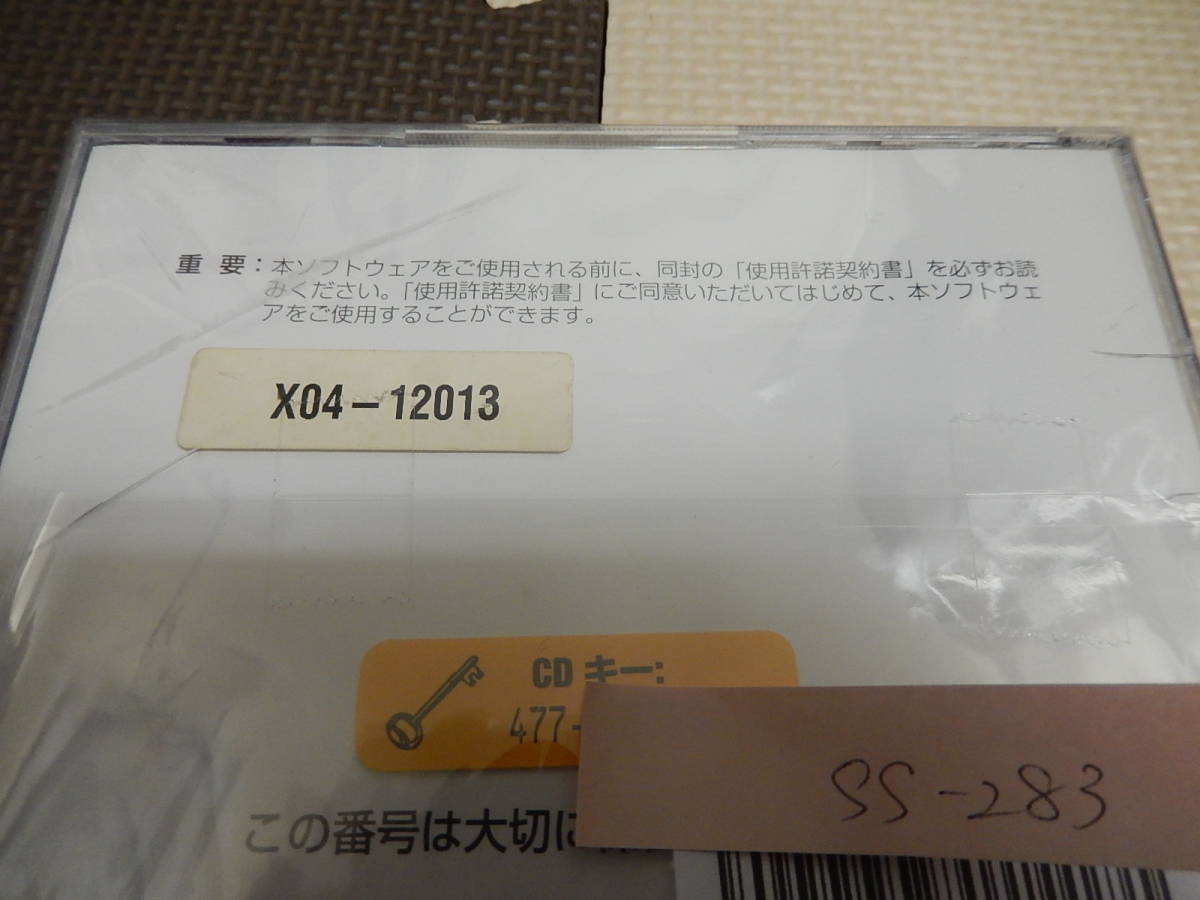 重 要：本ソフトウェアをご使用される前に、同封の「使用許諾契約書」を必ずお読
みください。「使用許諾契約書」にご同意いただいてはじめて、本ソフトウェ
アをご使用することができます。
X04-12013
CD キー:
477-
SS-283
この番号は大切に